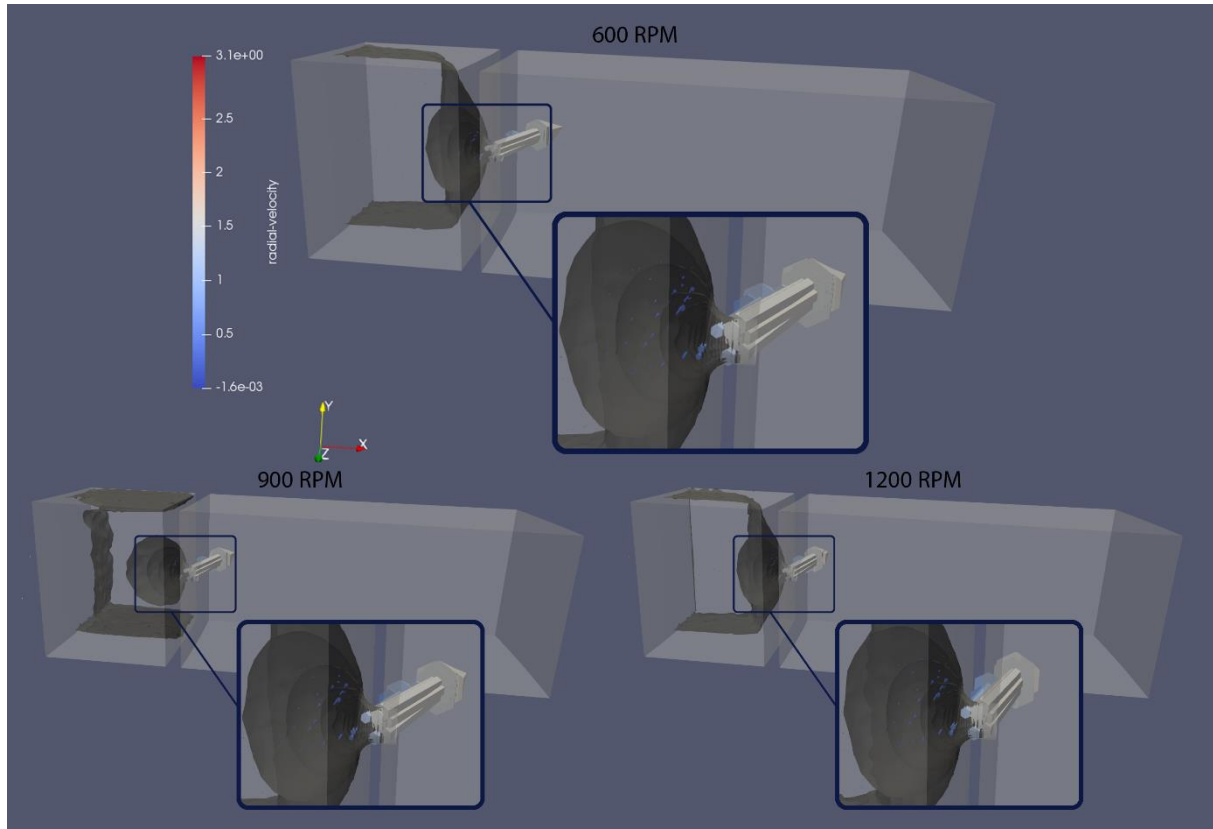 600 RPM
3.1e+00
2.5
2
1.5
1
0.5
-1.6e-03
radial-velocity
Y
X
Z
900 RPM
1200 RPM